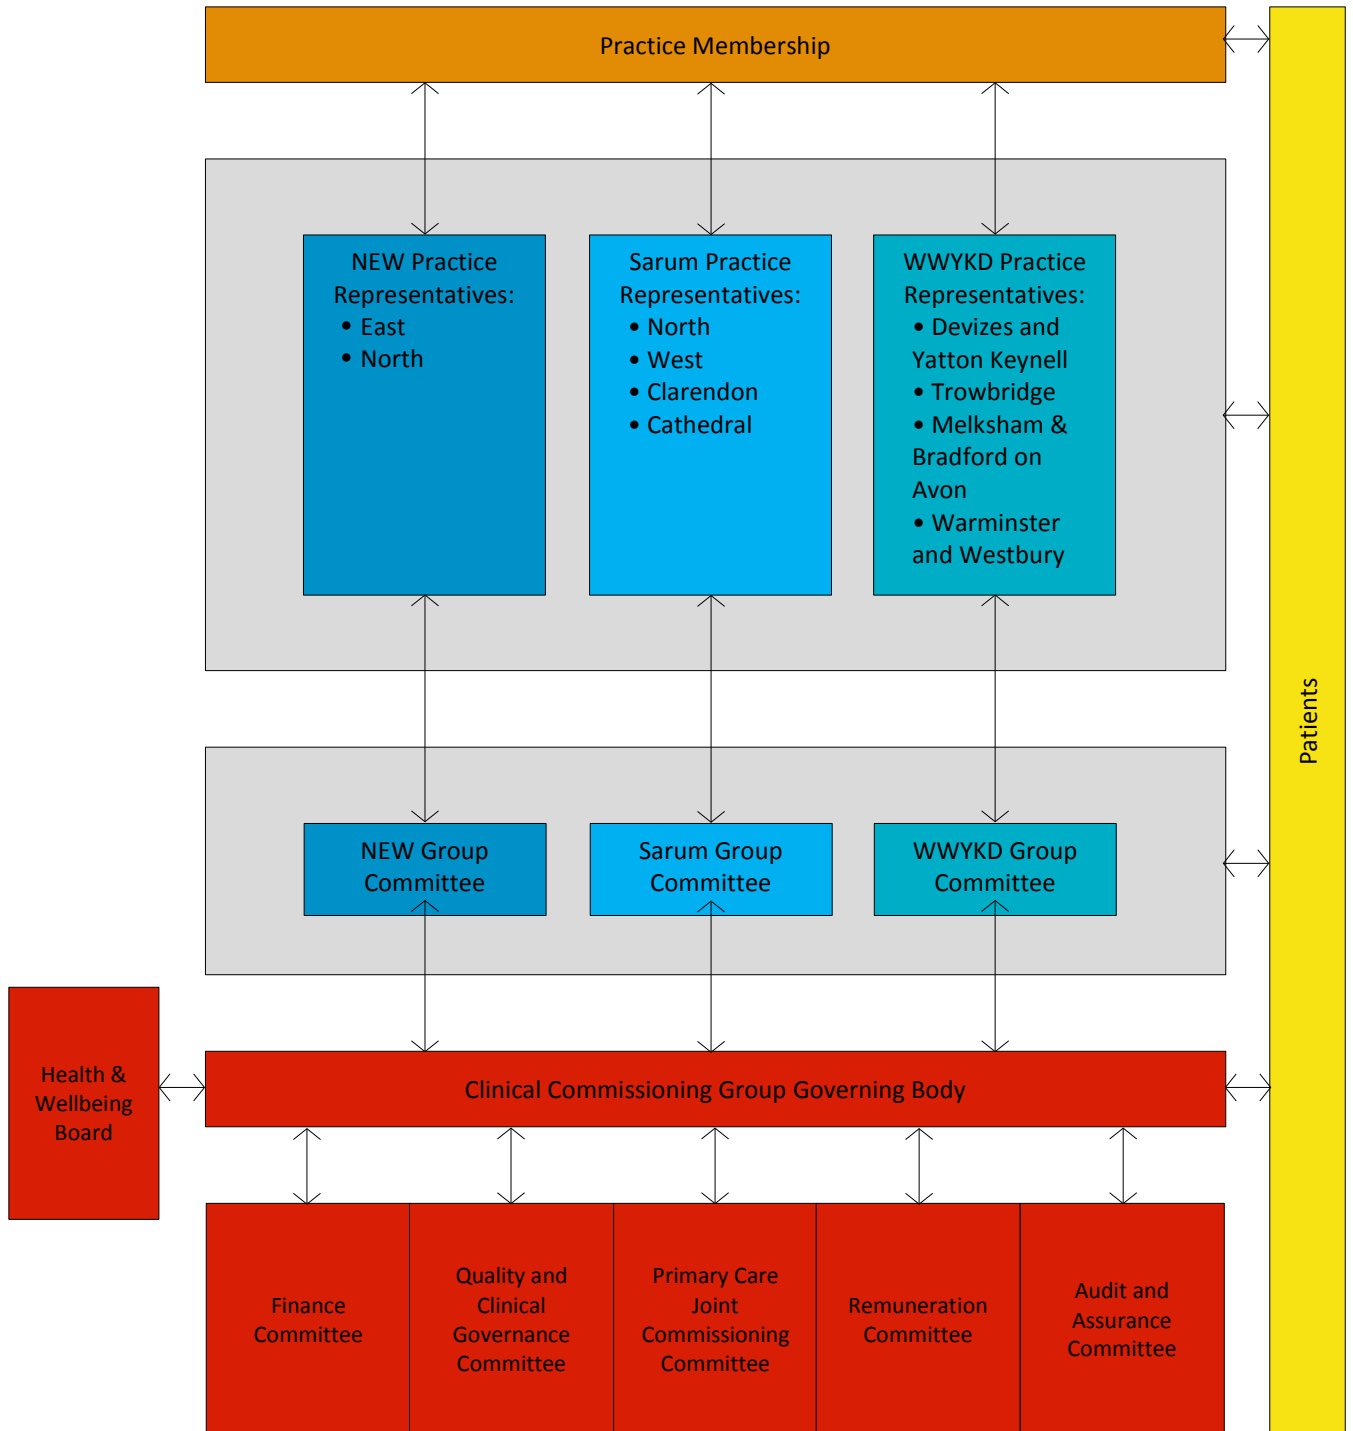 Practice Membership
NEW Practice
Representatives:
• East
• North
Sarum Practice
Representatives:
• North
• West
• Clarendon
• Cathedral
WWYKD Practice
Representatives:
• Devizes and
Yatton Keynell
• Trowbridge
• Melksham &
Bradford on
Avon
• Warminster
and Westbury
Patients
NEW Group
Committee
Sarum Group
Committee
WWYKD Group
Committee
Health &
Wellbeing
Board
Clinical Commissioning Group Governing Body
Finance
Committee
Quality and
Clinical
Governance
Committee
Primary Care
Joint
Commissioning
Committee
Remuneration
Committee
Audit and
Assurance
Committee